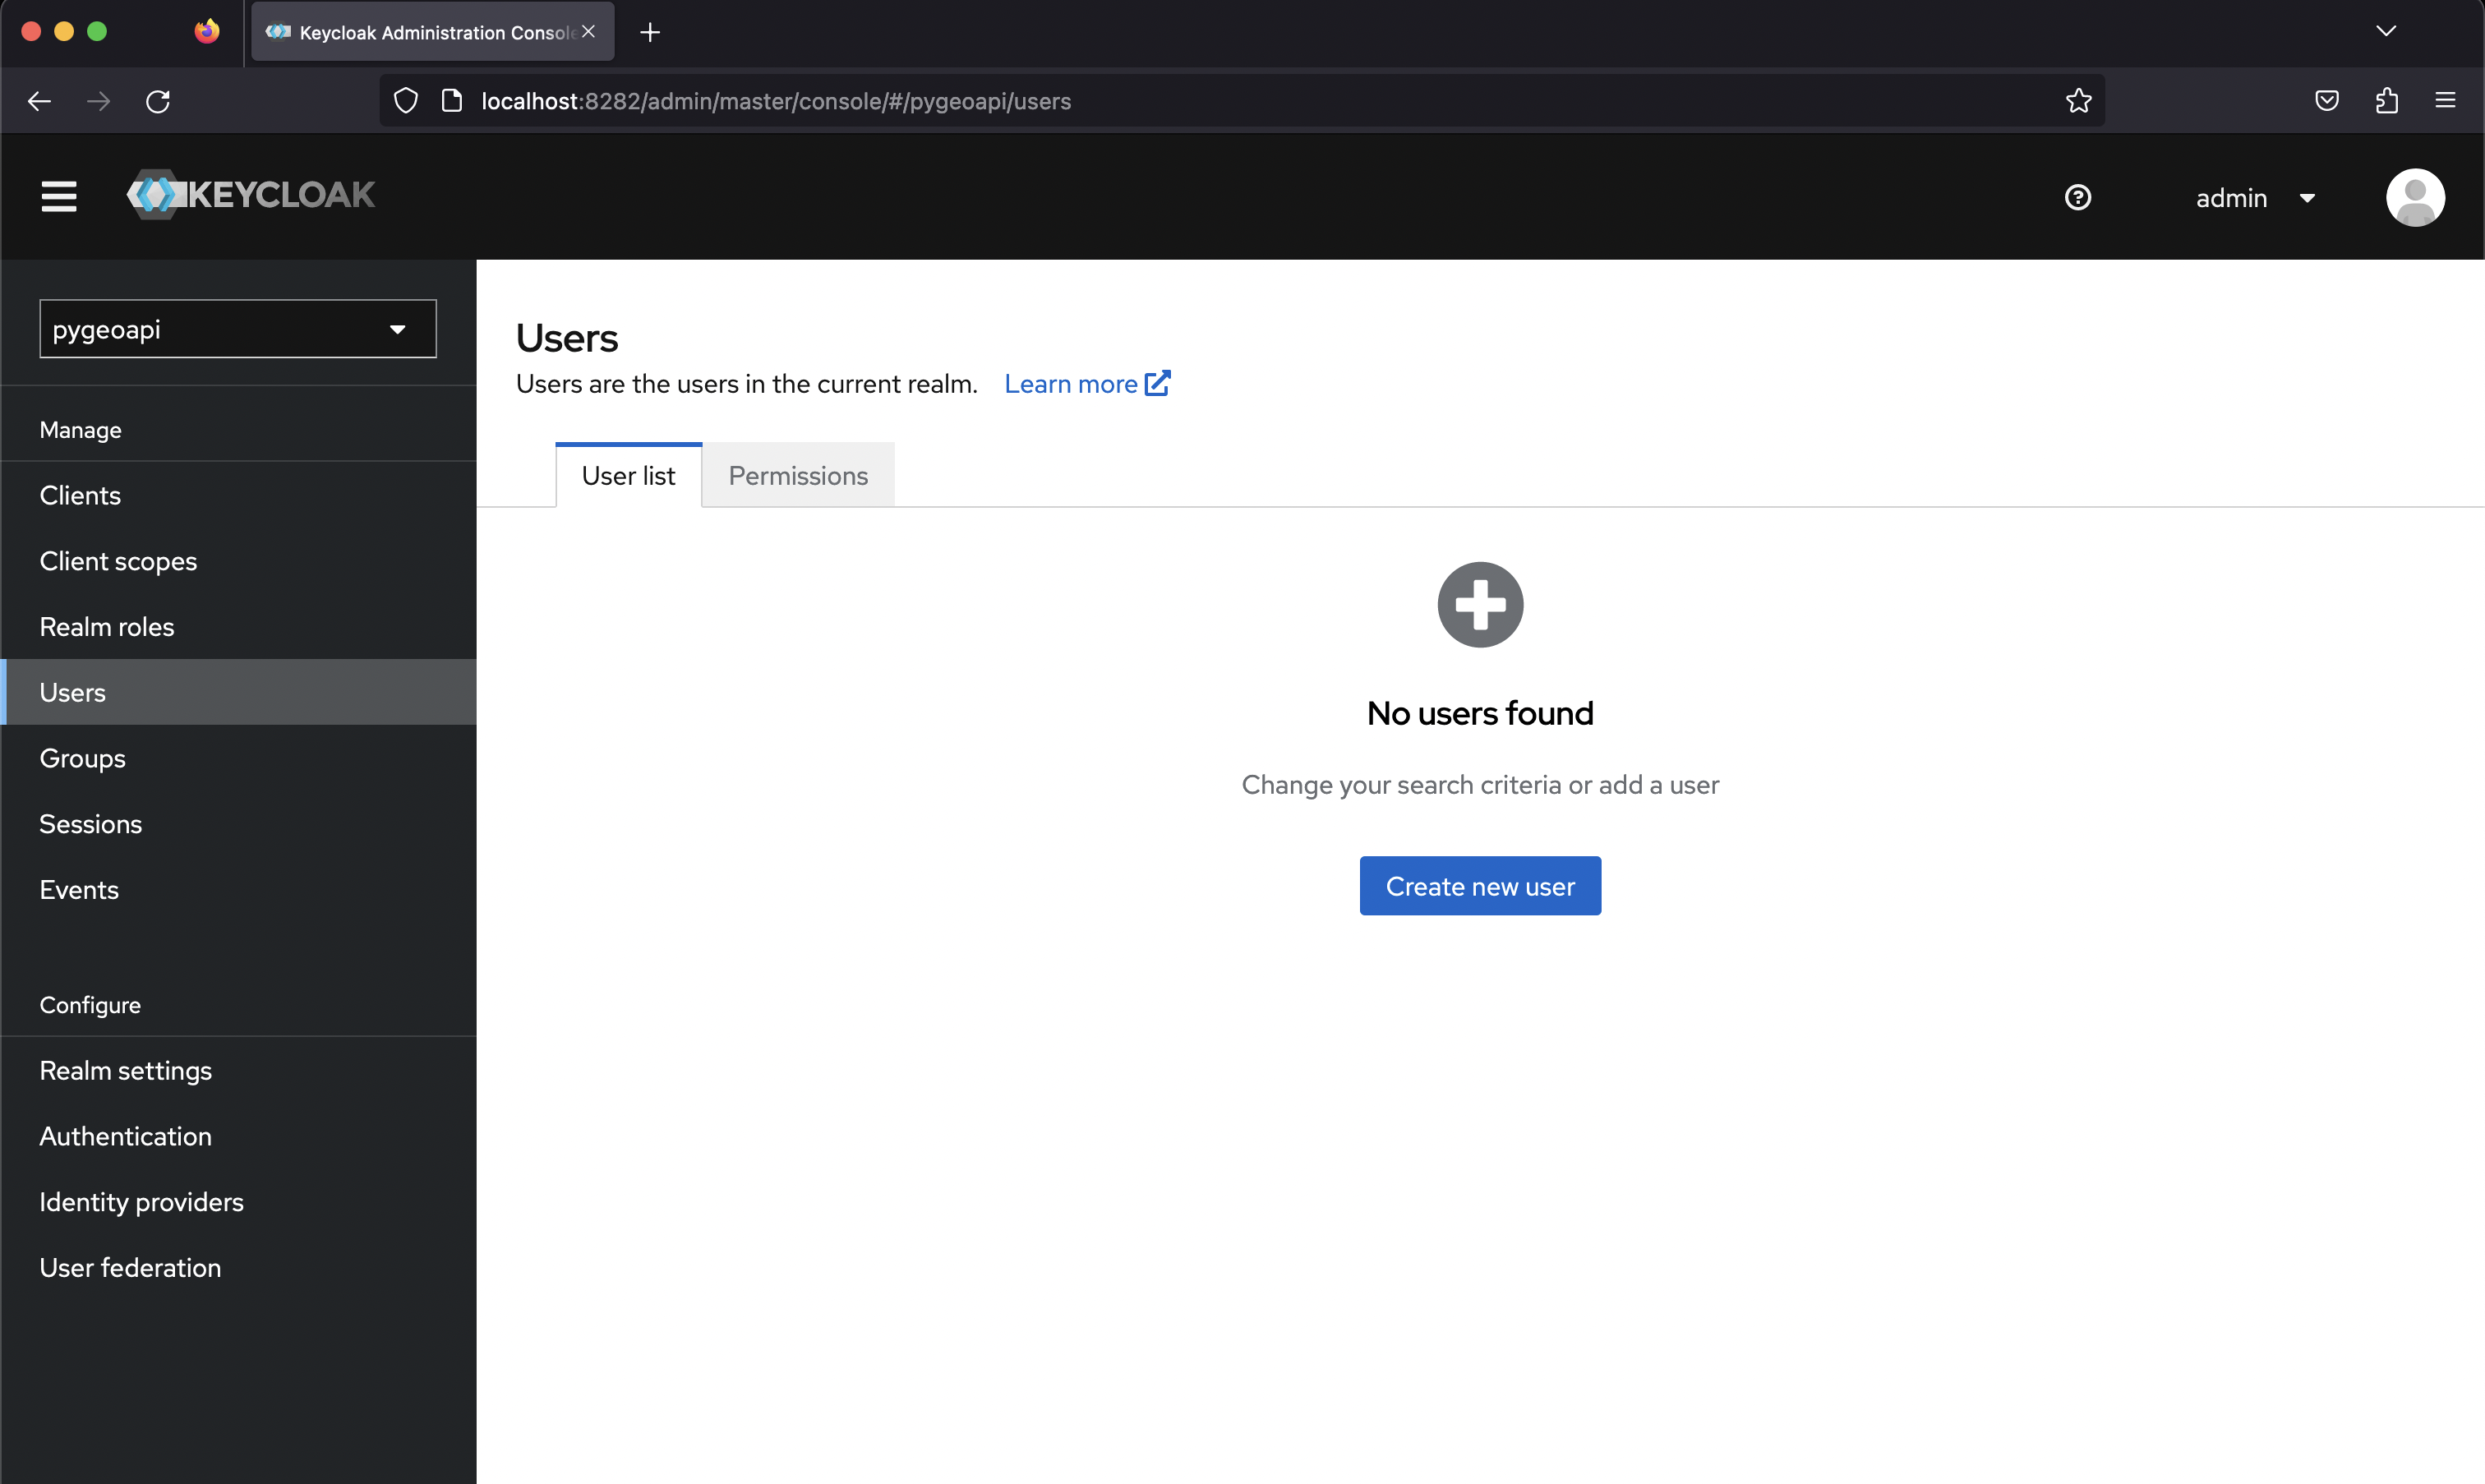 Keycloak Administration Console
localhost:8282/admin/master/console/#/pygeoapi/users
KEYCLOAK
admin
pygeoapi
Manage
Clients
Client scopes
Realm roles
Users
Groups
Sessions
Events
Configure
Realm settings
Authentication
Identity providers
User federation
Users
Users are the users in the current realm. Learn more
User list
Permissions
No users found
Change your search criteria or add a user
Create new user